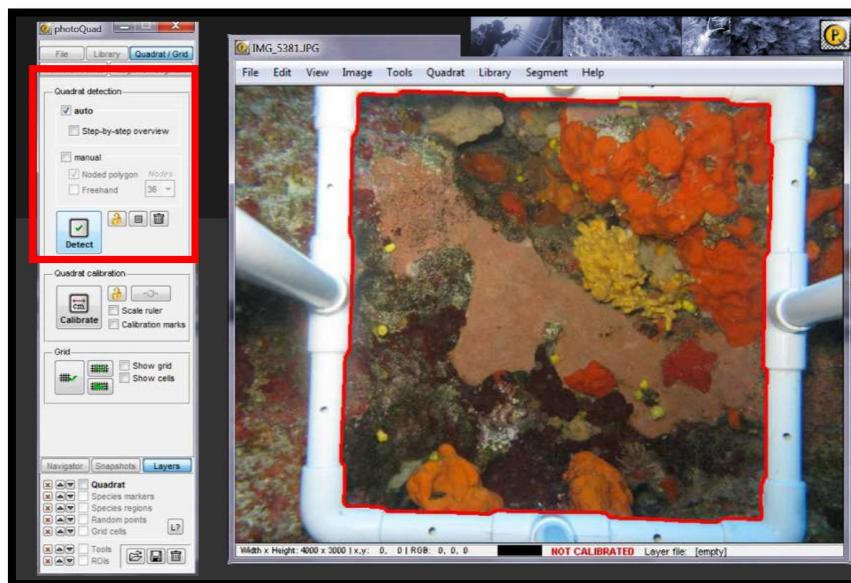 photoQuad
File Library Quadrat / Grid
Quadrat detection
auto
Step-by-step overview
manual
Noded polygon Nodes
Freehand 36
Detect
Quadrat calibration
cm
Calibrate
Scale ruler
Calibration marks
Grid
Show grid
Show cells
Navigator Snapshots Layers
Quadrat
Species markers
Species regions
Random points
Grid cells
L?
Tools
ROIs
IMG_5381.JPG
File Edit View Image Tools Quadrat Library Segment Help
Width x Height: 4000 x 3000 | x,y: 0, 0 | RGB: 0, 0, 0 NOT CALIBRATED Layer file: [empty]
P